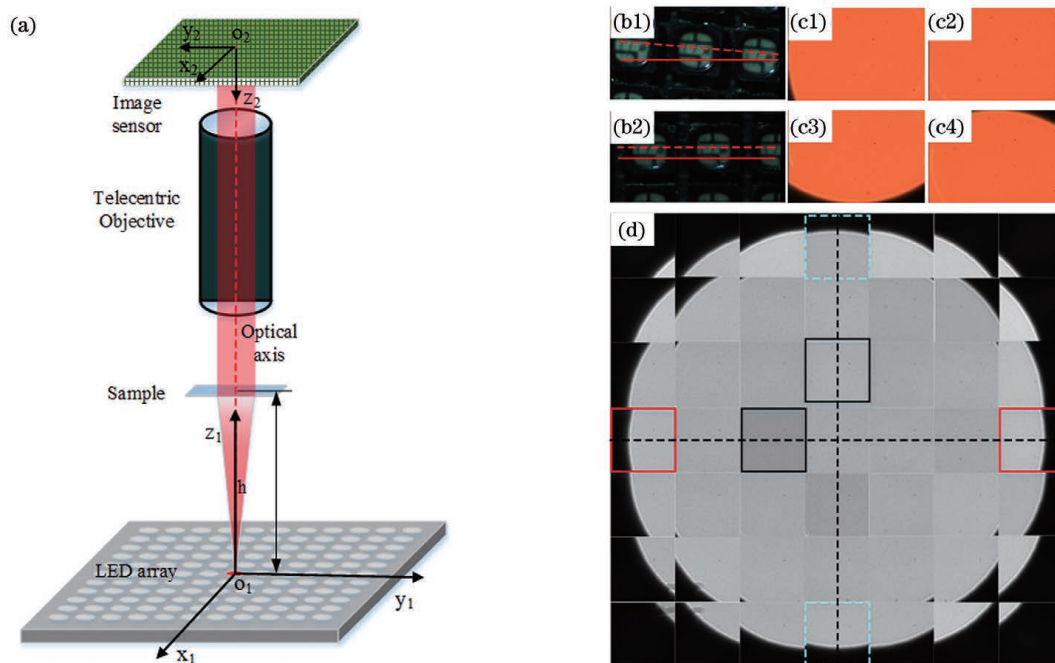 (a)
y₂
o₂
x₂
z₂
Image
sensor
Telecentric
Objective
Optical
axis
Sample
z₁
h
LED array
o₁
y₁
x₁
(b1)
(c1)
(c2)
(b2)
(c3)
(c4)
(d)